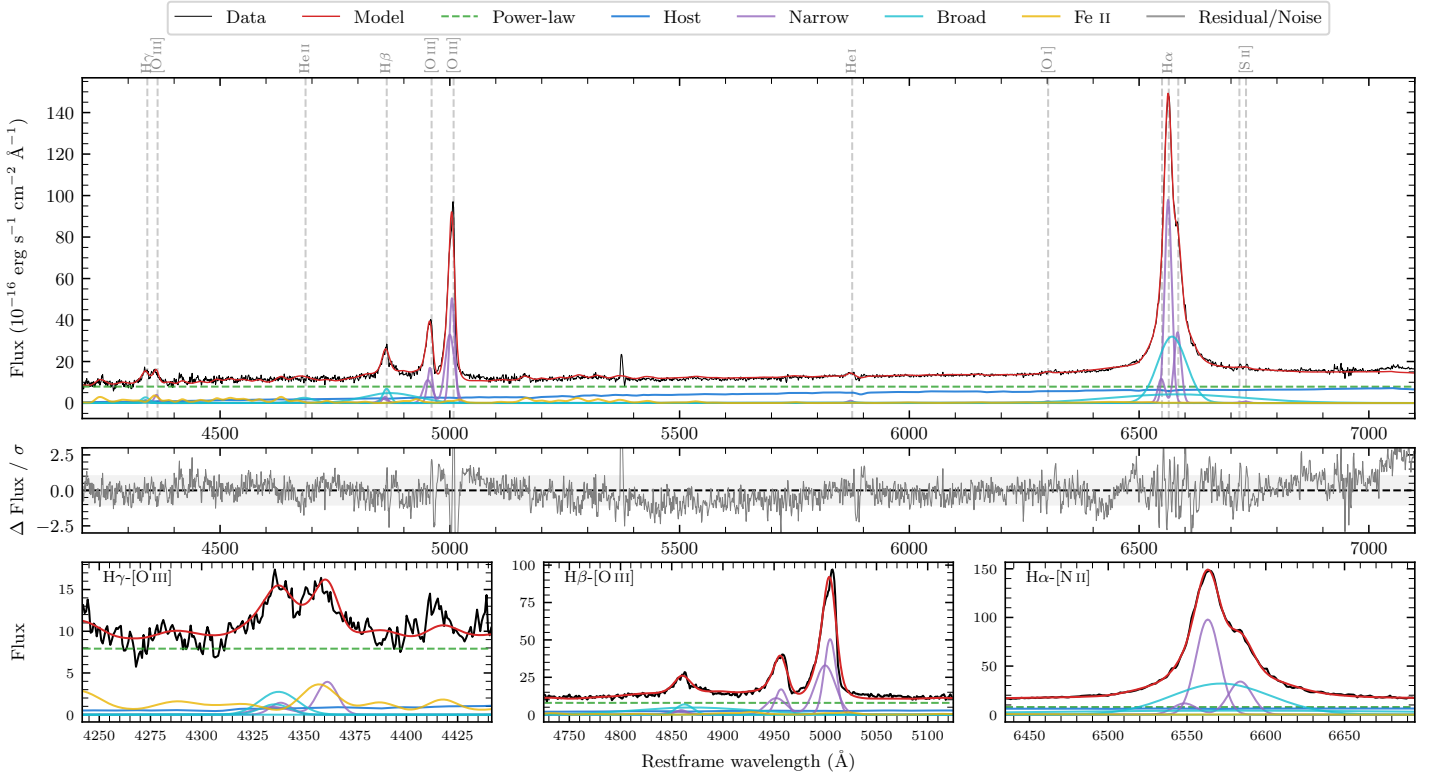 Data Model Power-law Host Narrow Broad Fe II Residual/Noise
Hγ [O III] He II Hβ [O III] [O III] He I [O I] Hα [S II]
Flux (10⁻¹⁶ erg s⁻¹ cm⁻² Å⁻¹)
140
120
100
80
60
40
20
0
4500 5000 5500 6000 6500 7000
Δ Flux / σ
2.5
0.0
−2.5
4500 5000 5500 6000 6500 7000
Flux
Hγ-[O III]
15
10
5
0
4250 4275 4300 4325 4350 4375 4400 4425
Hβ-[O III]
100
75
50
25
0
4750 4800 4850 4900 4950 5000 5050 5100
Hα-[N II]
150
100
50
0
6450 6500 6550 6600 6650
Restframe wavelength (Å)